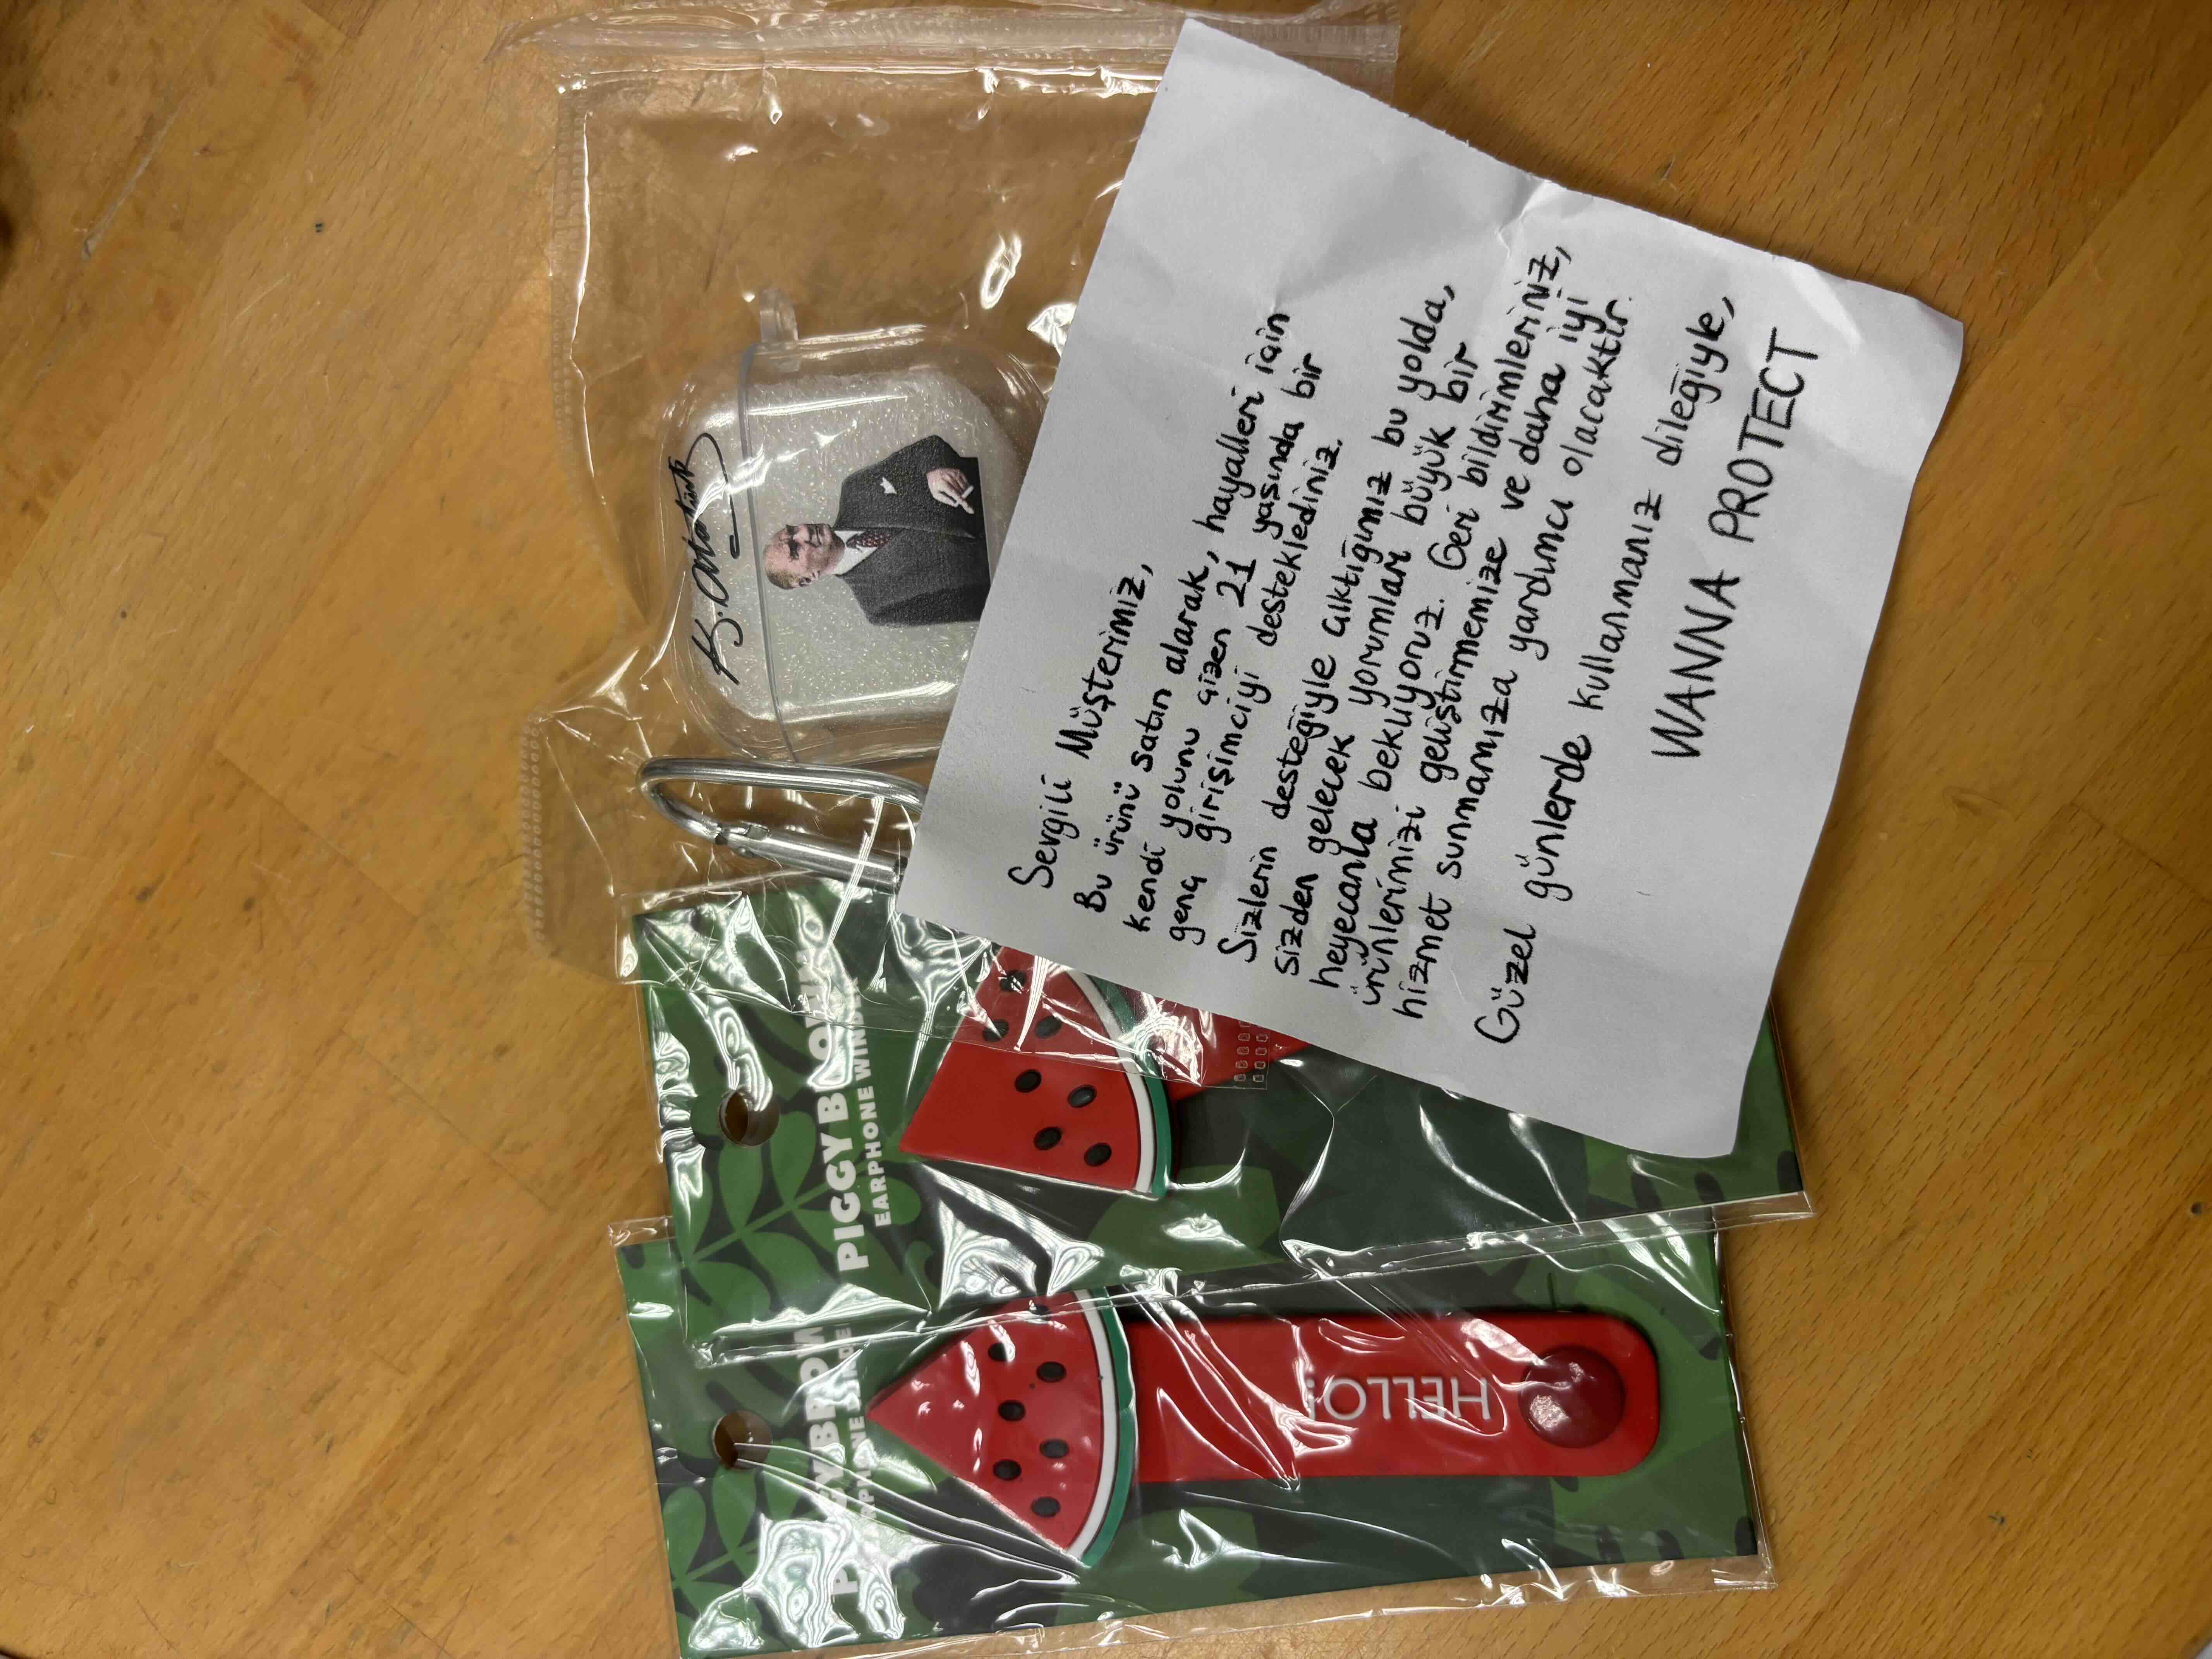 K. Atatürk
Sevgili Müşterimiz,
Bu ürünü satın alarak, hayalleri için
kendi yolunu çizen 21 yaşında bir
genç girişimciyi desteklediniz.
Sizlerin desteğiyle çıktığımız bu yolda,
sizden gelecek yorumları büyük bir
heyecanla bekliyoruz. Geri bildirimleriniz,
ürünlerimizi geliştirmemize ve daha iyi
hizmet sunmamıza yardımcı olacaktır.
Güzel günlerde kullanmanız dileğiyle,
WANNA PROTECT
PIGGY
EARPHONE
HELLO!